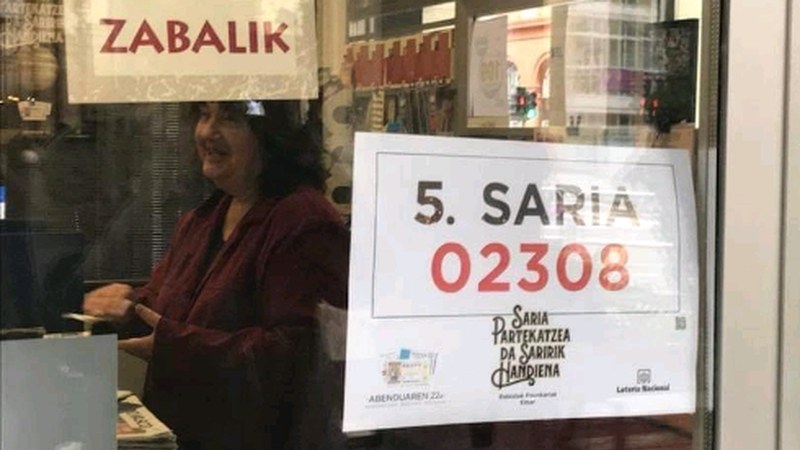 ZABALIK
5. SARIA
02308
SARIA
PARTEKATZEA
DA SARIRIK
HANDIENA
ABENDUAREN 22a
Loteria Nacional